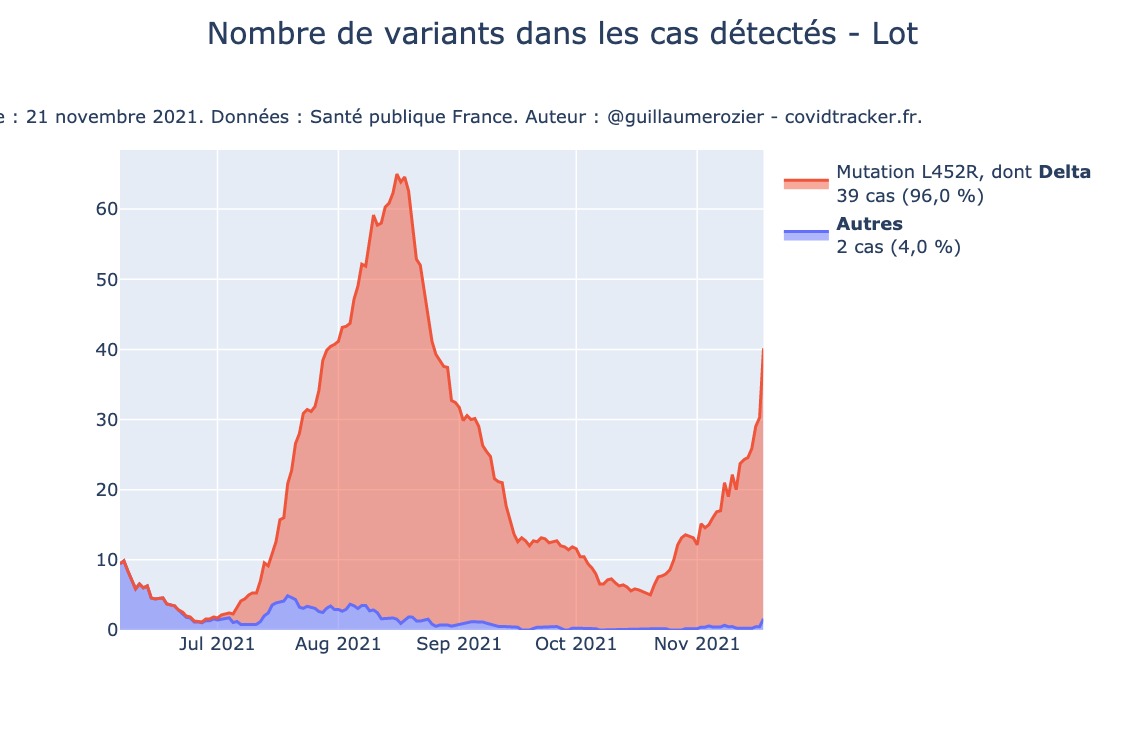 Nombre de variants dans les cas détectés - Lot
: 21 novembre 2021. Données : Santé publique France. Auteur : @guillaumerozier - covidtracker.fr.
Mutation L452R, dont Delta
39 cas (96,0 %)
Autres
2 cas (4,0 %)
60
50
40
30
20
10
0
Jul 2021 Aug 2021 Sep 2021 Oct 2021 Nov 2021